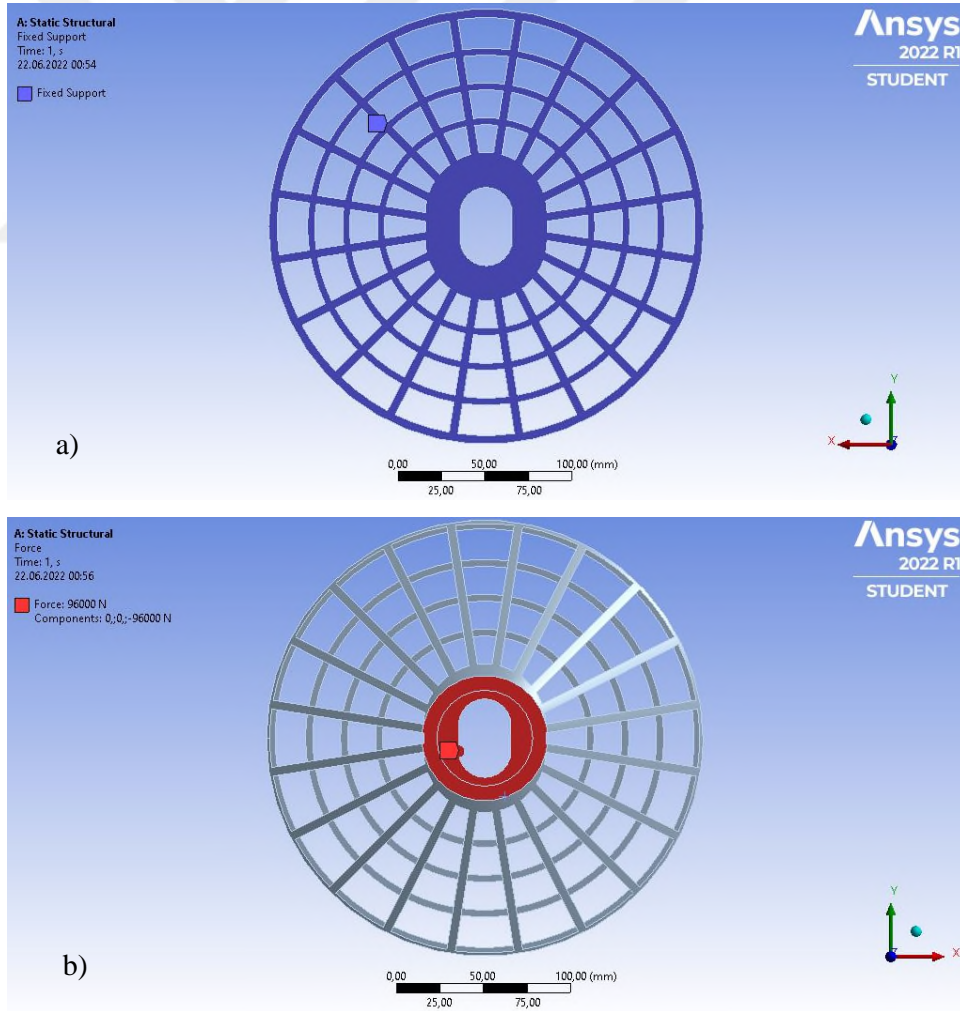 A: Static Structural
Fixed Support
Time: 1, s
22.06.2022 00:54
Fixed Support
Ansys
2022 R1
STUDENT
Y
X
Z
a)
0,00 50,00 100,00 (mm)
25,00 75,00
A: Static Structural
Force
Time: 1, s
22.06.2022 00:56
Force: 96000 N
Components: 0,;0,;-96000 N
Ansys
2022 R1
STUDENT
Y
X
Z
b)
0,00 50,00 100,00 (mm)
25,00 75,00